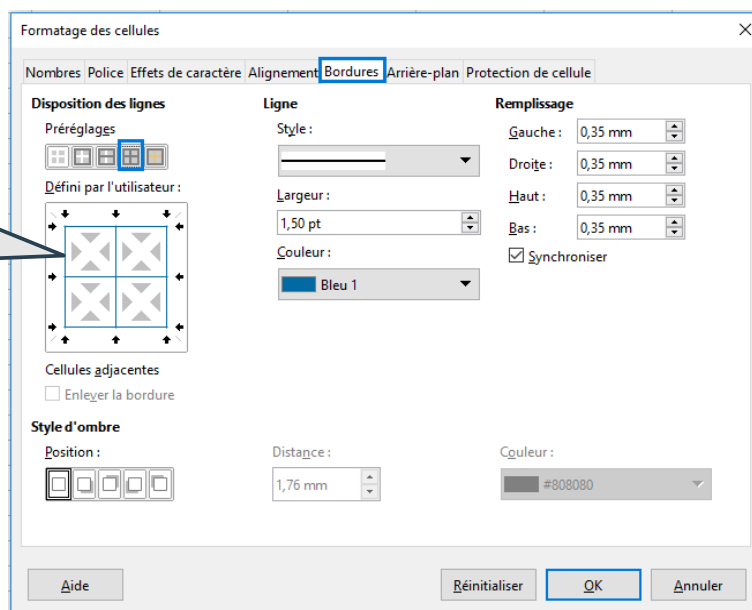 Formatage des cellules
Nombres Police Effets de caractère Alignement Bordures Arrière-plan Protection de cellule
Disposition des lignes
Préréglages
Défini par l'utilisateur :
Cellules adjacentes
Enlever la bordure
Ligne
Style :
Largeur :
1,50 pt
Couleur :
Bleu 1
Remplissage
Gauche : 0,35 mm
Droite : 0,35 mm
Haut : 0,35 mm
Bas : 0,35 mm
Synchroniser
Style d'ombre
Position :
Distance :
1,76 mm
Couleur :
#808080
Aide Réinitialiser OK Annuler